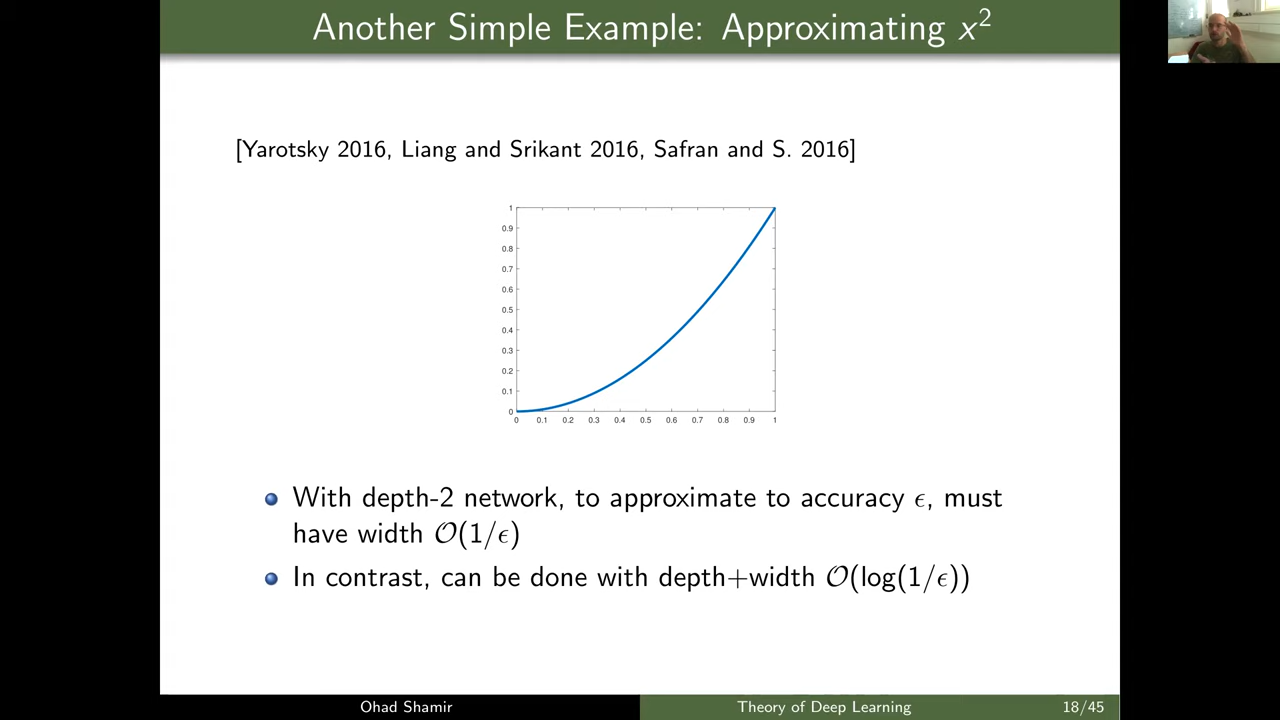 Another Simple Example: Approximating x²
[Yarotsky 2016, Liang and Srikant 2016, Safran and S. 2016]
1
0.9
0.8
0.7
0.6
0.5
0.4
0.3
0.2
0.1
0
0 0.1 0.2 0.3 0.4 0.5 0.6 0.7 0.8 0.9 1
With depth-2 network, to approximate to accuracy ϵ, must
have width 𝒪(1/ϵ)
In contrast, can be done with depth+width 𝒪(log(1/ϵ))
Ohad Shamir Theory of Deep Learning 18/45